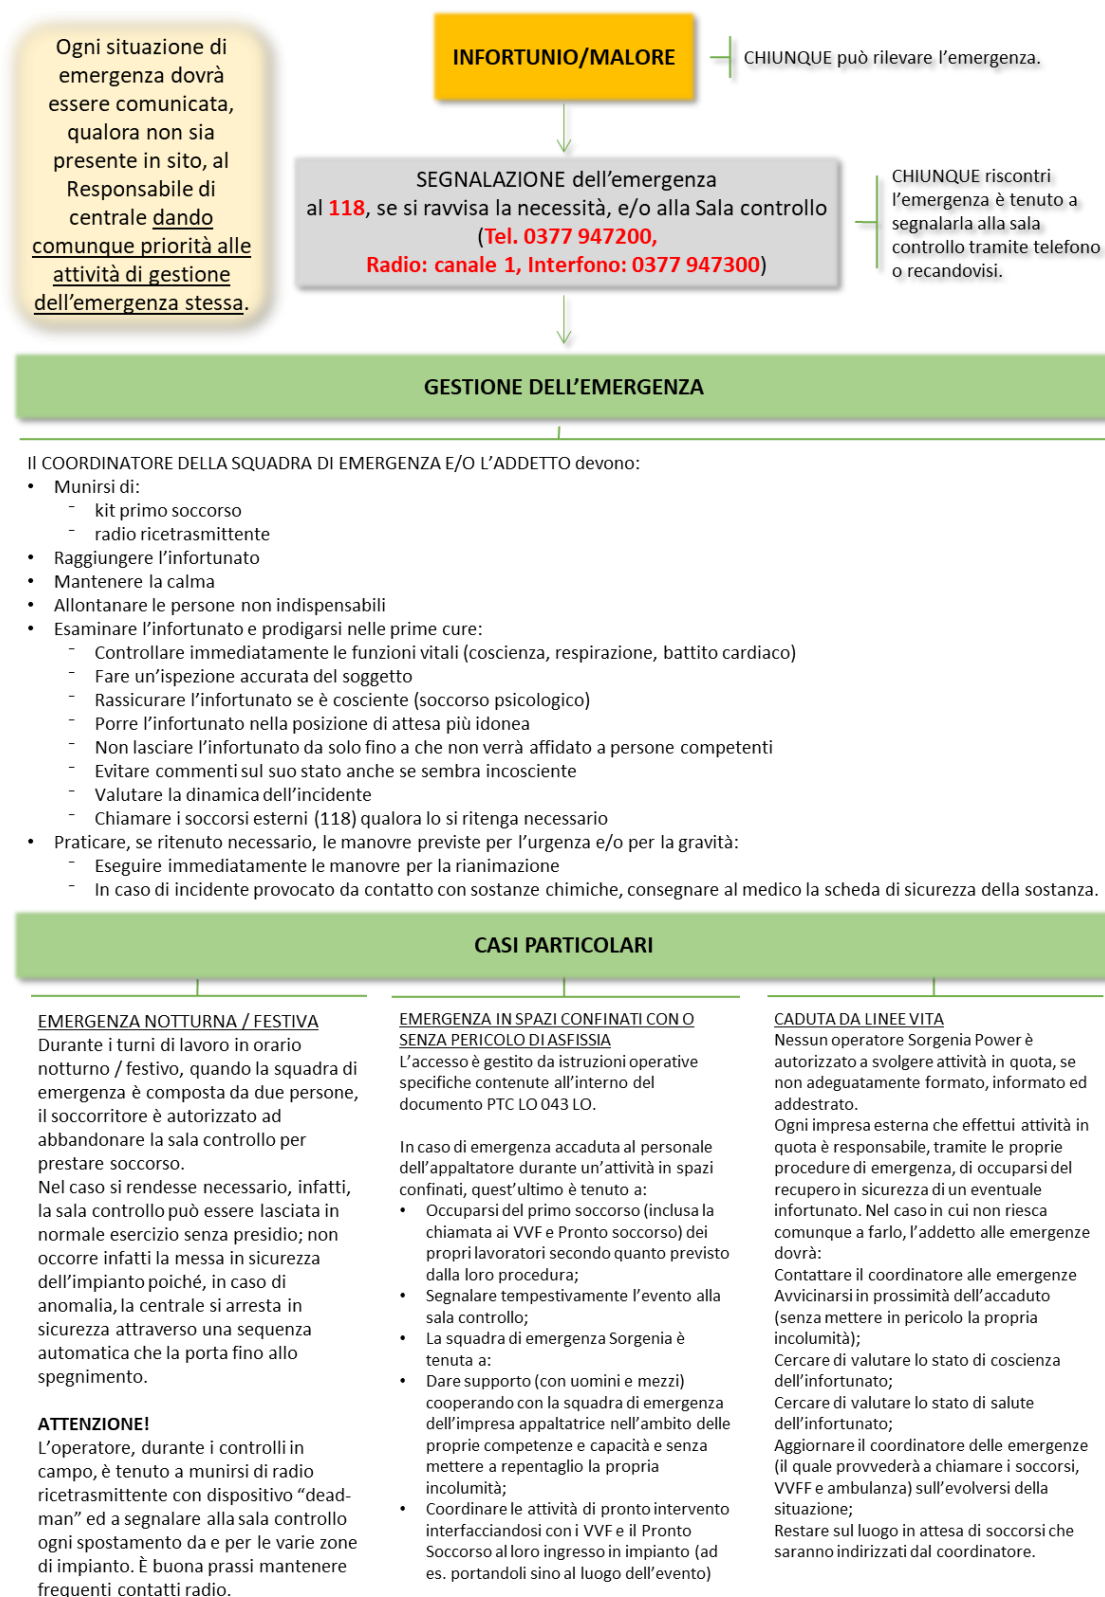 Ogni situazione di
emergenza dovrà
essere comunicata,
qualora non sia
presente in sito, al
Responsabile di
centrale dando
comunque priorità alle
attività di gestione
dell’emergenza stessa.
INFORTUNIO/MALORE
CHIUNQUE può rilevare l’emergenza.
SEGNALAZIONE dell’emergenza
al 118, se si ravvisa la necessità, e/o alla Sala controllo
(Tel. 0377 947200,
Radio: canale 1, Interfono: 0377 947300)
CHIUNQUE riscontri
l’emergenza è tenuto a
segnalarla alla sala
controllo tramite telefono
o recandovisi.
GESTIONE DELL’EMERGENZA
Il COORDINATORE DELLA SQUADRA DI EMERGENZA E/O L’ADDETTO devono:
• Munirsi di:
- kit primo soccorso
- radio ricetrasmittente
• Raggiungere l’infortunato
• Mantenere la calma
• Allontanare le persone non indispensabili
• Esaminare l’infortunato e prodigarsi nelle prime cure:
- Controllare immediatamente le funzioni vitali (coscienza, respirazione, battito cardiaco)
- Fare un’ispezione accurata del soggetto
- Rassicurare l’infortunato se è cosciente (soccorso psicologico)
- Porre l’infortunato nella posizione di attesa più idonea
- Non lasciare l’infortunato da solo fino a che non verrà affidato a persone competenti
- Evitare commenti sul suo stato anche se sembra incosciente
- Valutare la dinamica dell’incidente
- Chiamare i soccorsi esterni (118) qualora lo si ritenga necessario
• Praticare, se ritenuto necessario, le manovre previste per l’urgenza e/o per la gravità:
- Eseguire immediatamente le manovre per la rianimazione
- In caso di incidente provocato da contatto con sostanze chimiche, consegnare al medico la scheda di sicurezza della sostanza.
CASI PARTICOLARI
EMERGENZA NOTTURNA / FESTIVA
Durante i turni di lavoro in orario
notturno / festivo, quando la squadra di
emergenza è composta da due persone,
il soccorritore è autorizzato ad
abbandonare la sala controllo per
prestare soccorso.
Nel caso si rendesse necessario, infatti,
la sala controllo può essere lasciata in
normale esercizio senza presidio; non
occorre infatti la messa in sicurezza
dell’impianto poiché, in caso di
anomalia, la centrale si arresta in
sicurezza attraverso una sequenza
automatica che la porta fino allo
spegnimento.
ATTENZIONE!
L’operatore, durante i controlli in
campo, è tenuto a munirsi di radio
ricetrasmittente con dispositivo “dead-
man” ed a segnalare alla sala controllo
ogni spostamento da e per le varie zone
di impianto. È buona prassi mantenere
frequenti contatti radio.
EMERGENZA IN SPAZI CONFINATI CON O
SENZA PERICOLO DI ASFISSIA
L’accesso è gestito da istruzioni operative
specifiche contenute all’interno del
documento PTC LO 043 LO.
In caso di emergenza accaduta al personale
dell’appaltatore durante un’attività in spazi
confinati, quest’ultimo è tenuto a:
• Occuparsi del primo soccorso (inclusa la
chiamata ai VVF e Pronto soccorso) dei
propri lavoratori secondo quanto previsto
dalla loro procedura;
• Segnalare tempestivamente l’evento alla
sala controllo;
• La squadra di emergenza Sorgenia è
tenuta a:
• Dare supporto (con uomini e mezzi)
cooperando con la squadra di emergenza
dell’impresa appaltatrice nell’ambito delle
proprie competenze e capacità e senza
mettere a repentaglio la propria
incolumità;
• Coordinare le attività di pronto intervento
interfacciandosi con i VVF e il Pronto
Soccorso al loro ingresso in impianto (ad
es. portandoli sino al luogo dell’evento)
CADUTA DA LINEE VITA
Nessun operatore Sorgenia Power è
autorizzato a svolgere attività in quota, se
non adeguatamente formato, informato ed
addestrato.
Ogni impresa esterna che effettui attività in
quota è responsabile, tramite le proprie
procedure di emergenza, di occuparsi del
recupero in sicurezza di un eventuale
infortunato. Nel caso in cui non riesca
comunque a farlo, l’addetto alle emergenze
dovrà:
Contattare il coordinatore alle emergenze
Avvicinarsi in prossimità dell’accaduto
(senza mettere in pericolo la propria
incolumità);
Cercare di valutare lo stato di coscienza
dell’infortunato;
Cercare di valutare lo stato di salute
dell’infortunato;
Aggiornare il coordinatore delle emergenze
(il quale provvederà a chiamare i soccorsi,
VVFF e ambulanza) sull’evolversi della
situazione;
Restare sul luogo in attesa di soccorsi che
saranno indirizzati dal coordinatore.